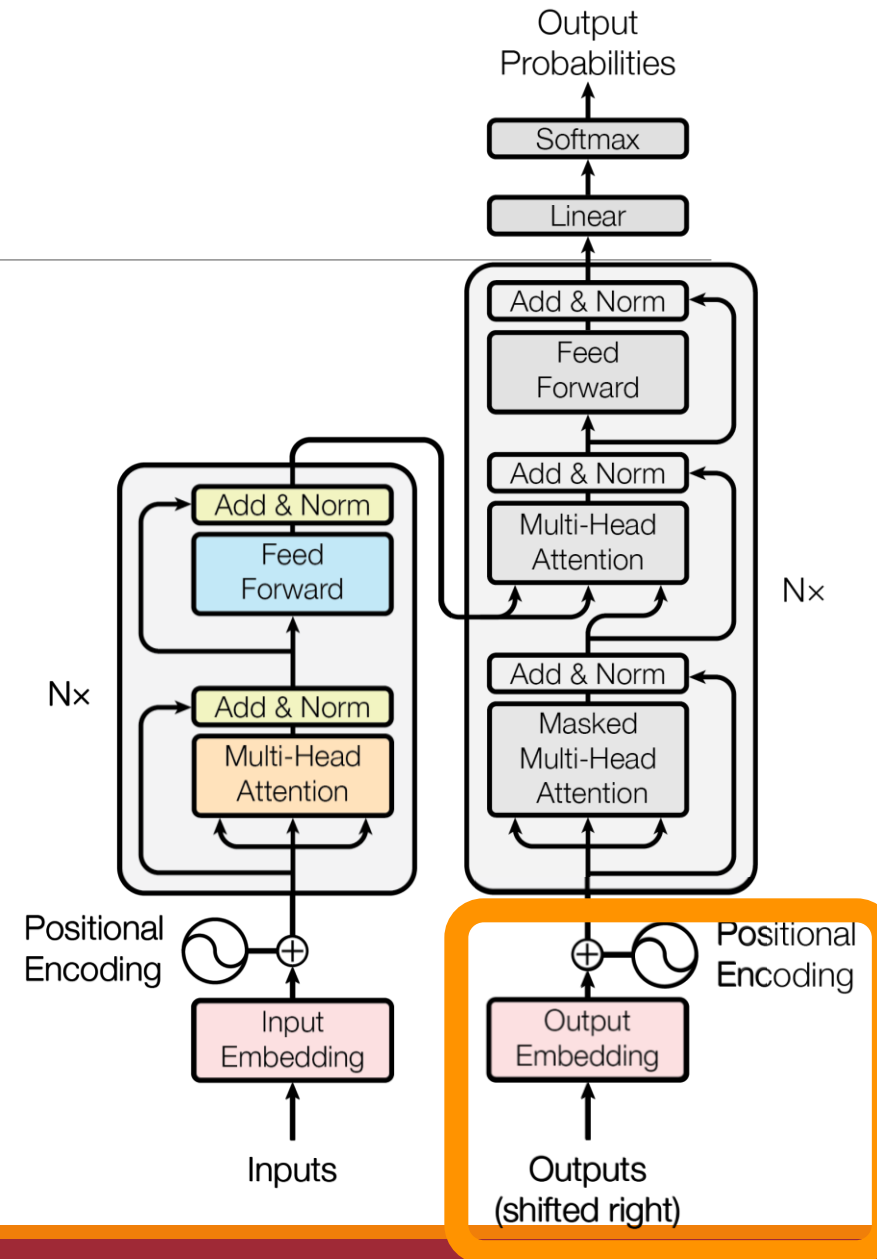 Output
Probabilities
Softmax
Linear
Add & Norm
Feed
Forward
Add & Norm
Multi-Head
Attention
Nx
Add & Norm
Masked
Multi-Head
Attention
Add & Norm
Feed
Forward
Nx
Add & Norm
Multi-Head
Attention
Positional
Encoding
Input
Embedding
Inputs
Positional
Encoding
Output
Embedding
Outputs
(shifted right)